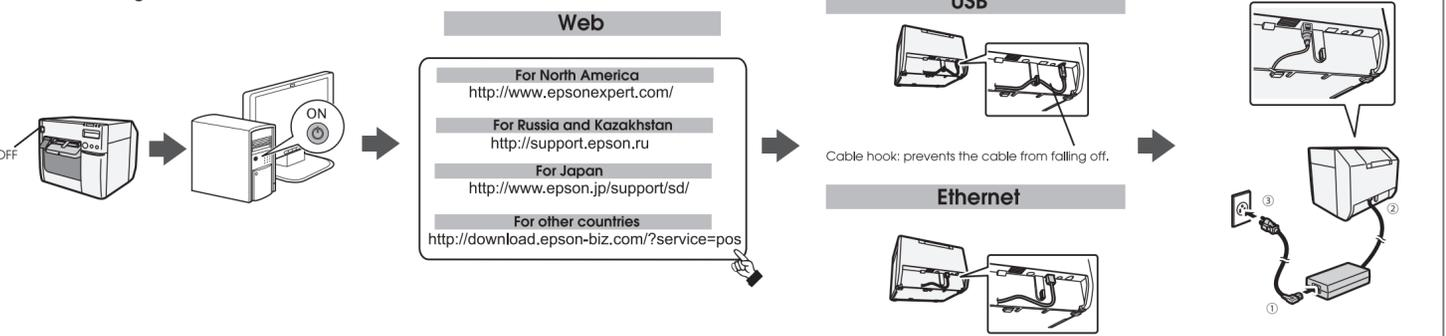 OFF
ON
Web
For North America
http://www.epsonexpert.com/
For Russia and Kazakhstan
http://support.epson.ru
For Japan
http://www.epson.jp/support/sd/
For other countries
http://download.epson-biz.com/?service=pos
USB
Cable hook: prevents the cable from falling off.
Ethernet
③
②
①